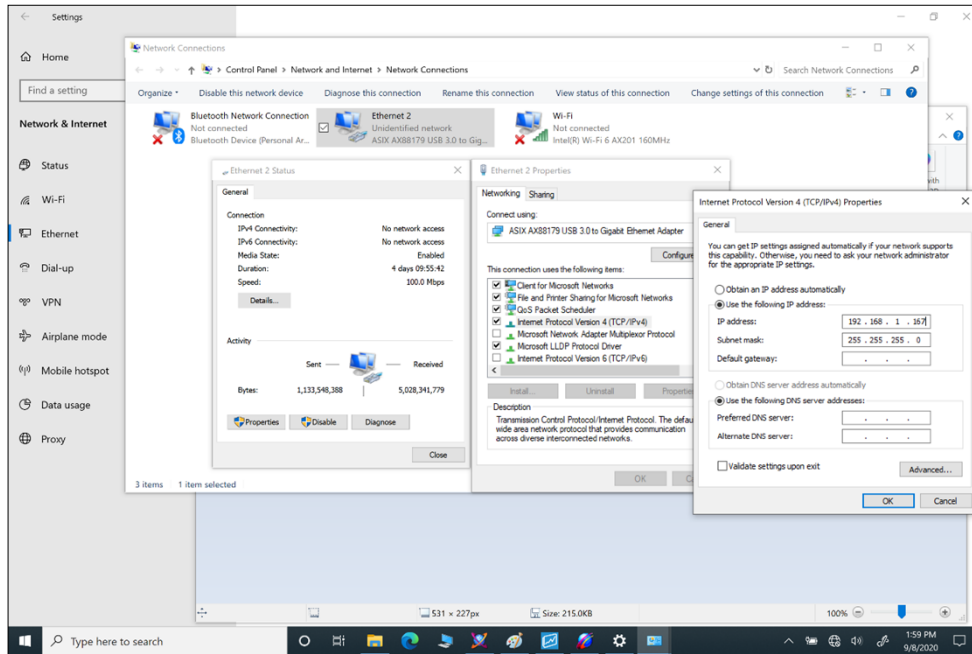 Settings
Home
Find a setting
Network & Internet
Status
Wi-Fi
Ethernet
Dial-up
VPN
Airplane mode
Mobile hotspot
Data usage
Proxy
Network Connections
Control Panel > Network and Internet > Network Connections
Search Network Connections
Organize
Disable this network device
Diagnose this connection
Rename this connection
View status of this connection
Change settings of this connection
Bluetooth Network Connection
Not connected
Bluetooth Device (Personal Ar...
Ethernet 2
Unidentified network
ASIX AX88179 USB 3.0 to Gig...
Wi-Fi
Not connected
Intel(R) Wi-Fi 6 AX201 160MHz
Ethernet 2 Status
General
Connection
IPv4 Connectivity: No network access
IPv6 Connectivity: No network access
Media State: Enabled
Duration: 4 days 09:55:42
Speed: 100.0 Mbps
Details...
Activity
Sent — Received
Bytes: 1,133,548,388 | 5,028,341,779
Properties
Disable
Diagnose
Close
3 items
1 item selected
Ethernet 2 Properties
Networking
Sharing
Connect using:
ASIX AX88179 USB 3.0 to Gigabit Ethernet Adapter
Configure
This connection uses the following items:
Client for Microsoft Networks
File and Printer Sharing for Microsoft Networks
QoS Packet Scheduler
Internet Protocol Version 4 (TCP/IPv4)
Microsoft Network Adapter Multiplexor Protocol
Microsoft LLDP Protocol Driver
Internet Protocol Version 6 (TCP/IPv6)
Install...
Uninstall
Propertie
Description
Transmission Control Protocol/Internet Protocol. The defau
wide area network protocol that provides communication
across diverse interconnected networks.
OK
Internet Protocol Version 4 (TCP/IPv4) Properties
General
You can get IP settings assigned automatically if your network supports
this capability. Otherwise, you need to ask your network administrator
for the appropriate IP settings.
Obtain an IP address automatically
Use the following IP address:
IP address: 192 . 168 . 1 . 167
Subnet mask: 255 . 255 . 255 . 0
Default gateway: . . .
Obtain DNS server address automatically
Use the following DNS server addresses:
Preferred DNS server: . . .
Alternate DNS server: . . .
Validate settings upon exit
Advanced...
OK
Cancel
531 × 227px
Size: 215.0KB
100%
Type here to search
1:59 PM
9/8/2020